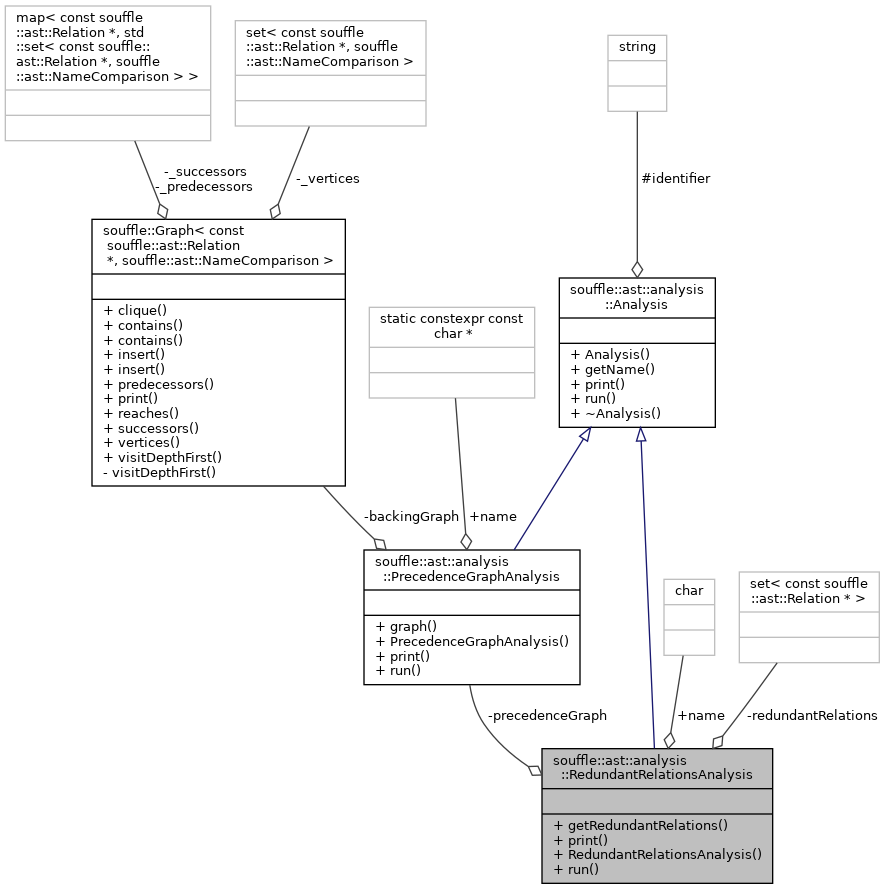 map< const souffle
::ast::Relation *, std
::set< const souffle::
ast::Relation *, souffle
::ast::NameComparison > >
set< const souffle
::ast::Relation *, souffle
::ast::NameComparison >
string
-_successors
-_predecessors
-_vertices
#identifier
souffle::Graph< const
souffle::ast::Relation
*, souffle::ast::NameComparison >
+ clique()
+ contains()
+ contains()
+ insert()
+ insert()
+ predecessors()
+ print()
+ reaches()
+ successors()
+ vertices()
+ visitDepthFirst()
- visitDepthFirst()
static constexpr const
char *
souffle::ast::analysis
::Analysis
+ Analysis()
+ getName()
+ print()
+ run()
+ ~Analysis()
-backingGraph
+name
souffle::ast::analysis
::PrecedenceGraphAnalysis
+ graph()
+ PrecedenceGraphAnalysis()
+ print()
+ run()
char
set< const souffle
::ast::Relation * >
-precedenceGraph
+name
-redundantRelations
souffle::ast::analysis
::RedundantRelationsAnalysis
+ getRedundantRelations()
+ print()
+ RedundantRelationsAnalysis()
+ run()